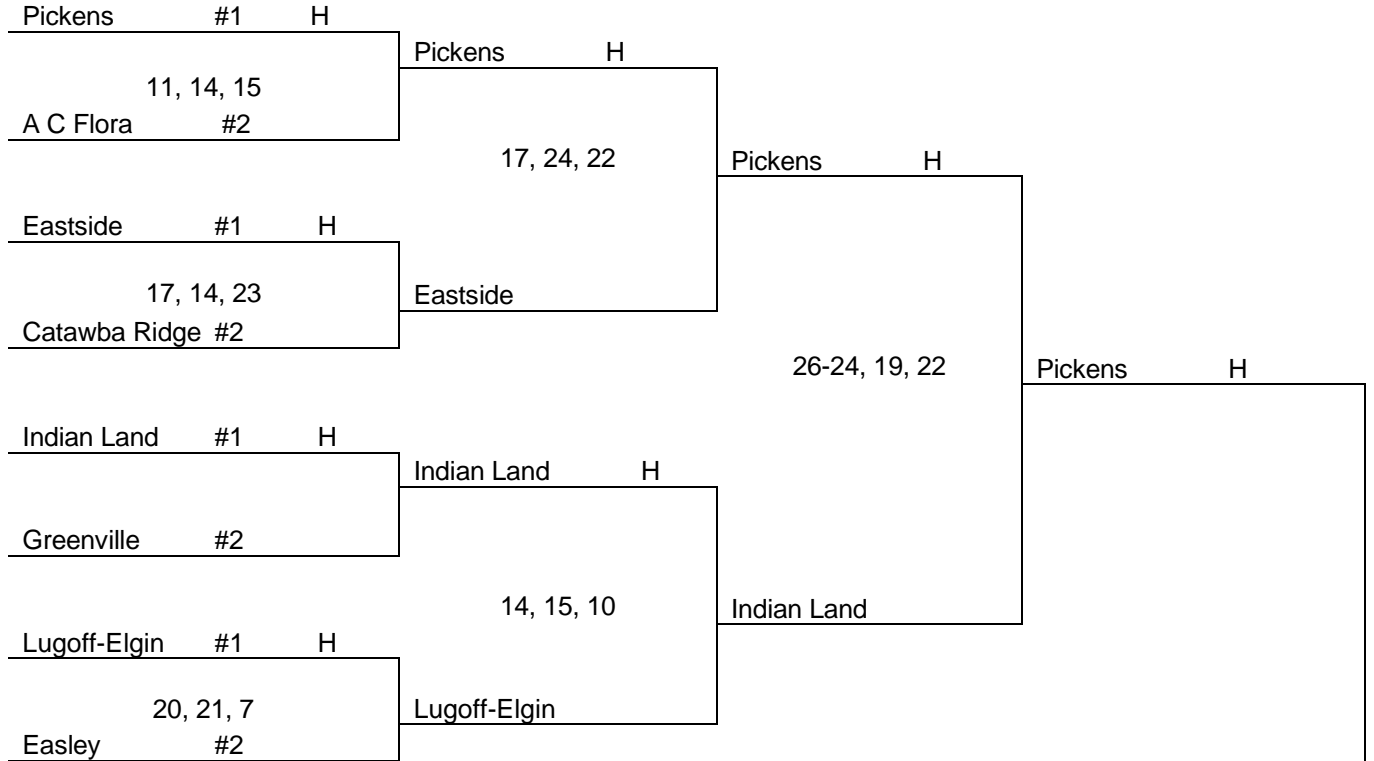 Pickens #1 H
11, 14, 15
A C Flora #2
Eastside #1 H
17, 14, 23
Catawba Ridge #2
Indian Land #1 H
Greenville #2
Lugoff-Elgin #1 H
20, 21, 7
Easley #2
Pickens H
17, 24, 22
Eastside
Indian Land H
14, 15, 10
Lugoff-Elgin
Pickens H
26-24, 19, 22
Indian Land
Pickens H